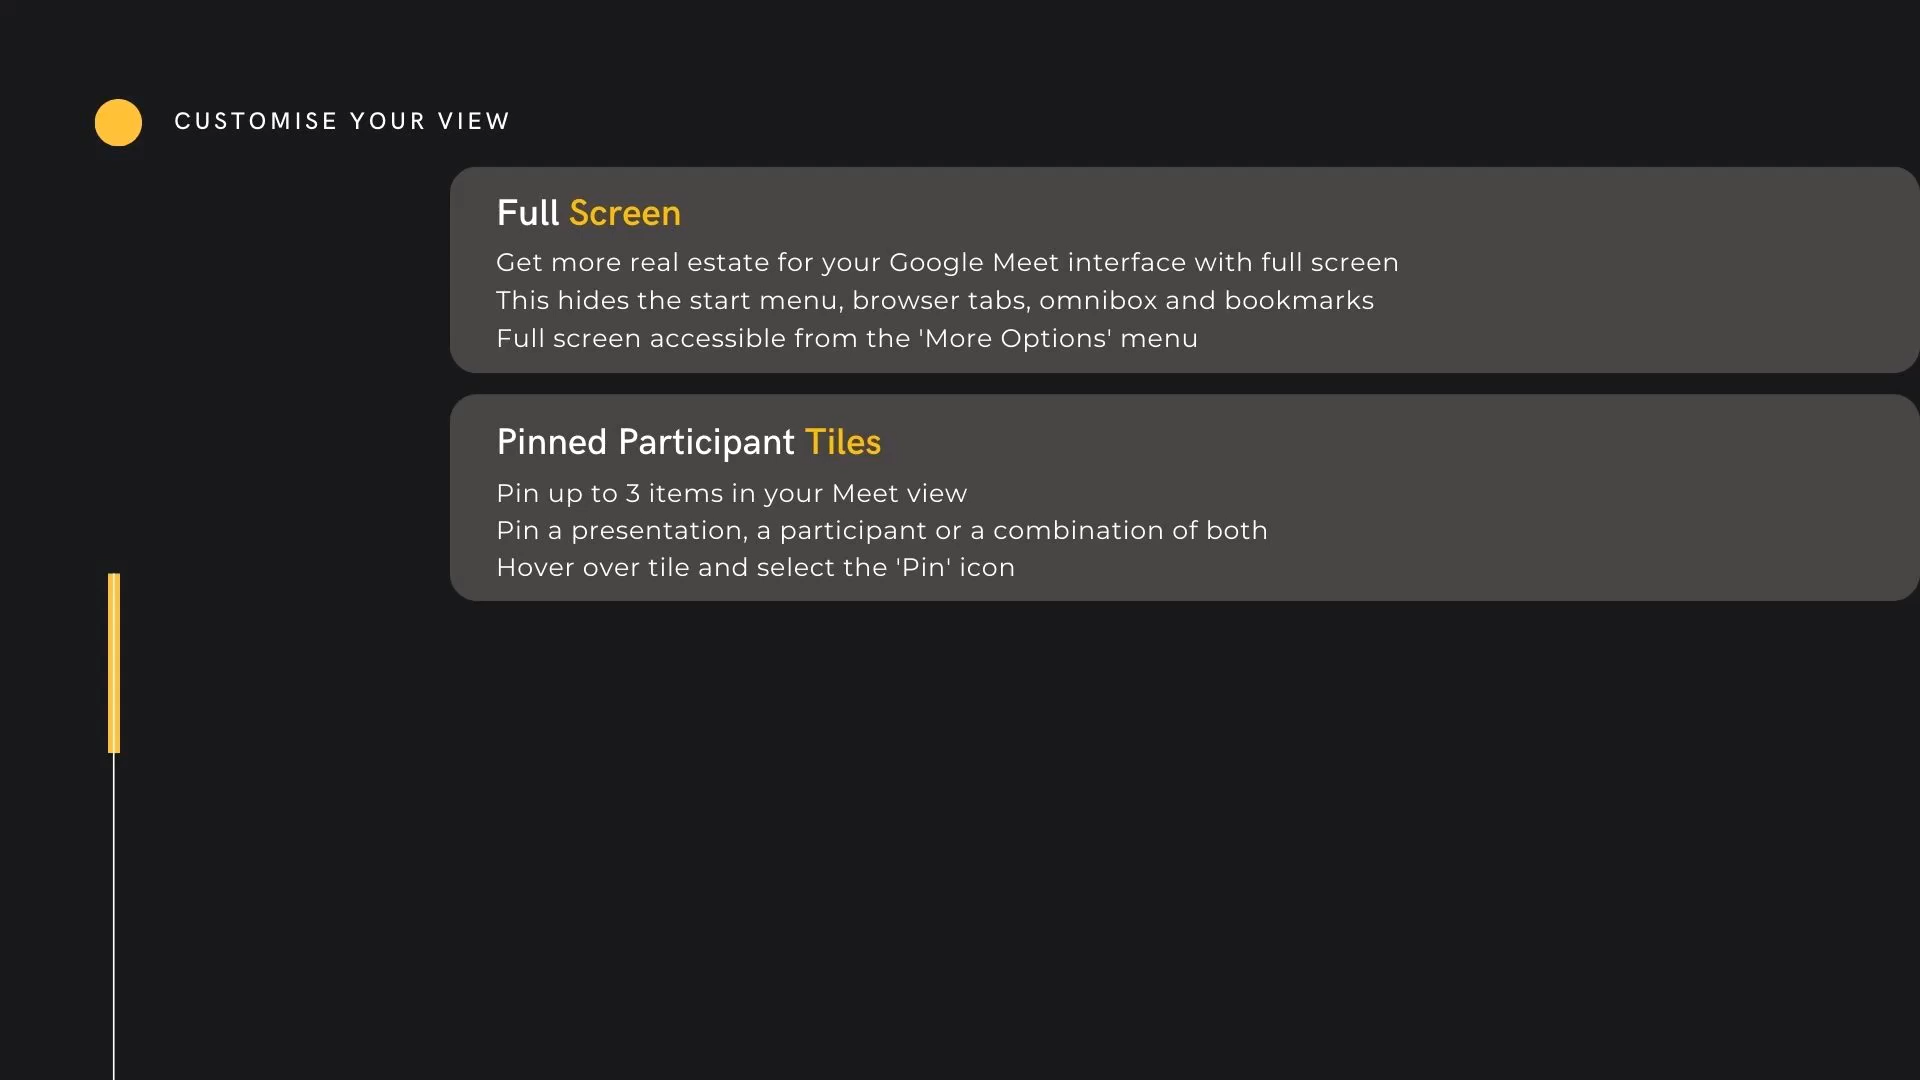 CUSTOMISE YOUR VIEW
Full Screen
Get more real estate for your Google Meet interface with full screen
This hides the start menu, browser tabs, omnibox and bookmarks
Full screen accessible from the 'More Options' menu
Pinned Participant Tiles
Pin up to 3 items in your Meet view
Pin a presentation, a participant or a combination of both
Hover over tile and select the 'Pin' icon